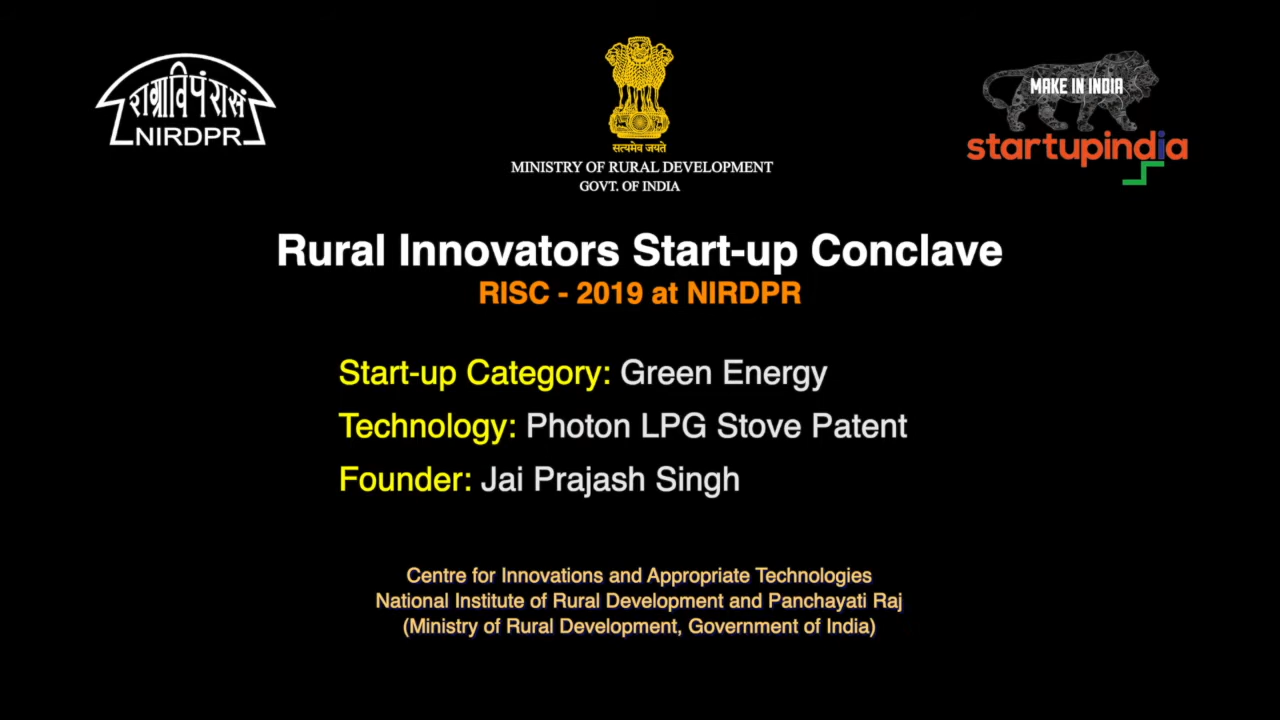 राग्राविपंरासं
NIRDPR
सत्यमेव जयते
MINISTRY OF RURAL DEVELOPMENT
GOVT. OF INDIA
MAKE IN INDIA
startupindia
Rural Innovators Start-up Conclave
RISC - 2019 at NIRDPR
Start-up Category: Green Energy
Technology: Photon LPG Stove Patent
Founder: Jai Prajash Singh
Centre for Innovations and Appropriate Technologies
National Institute of Rural Development and Panchayati Raj
(Ministry of Rural Development, Government of India)